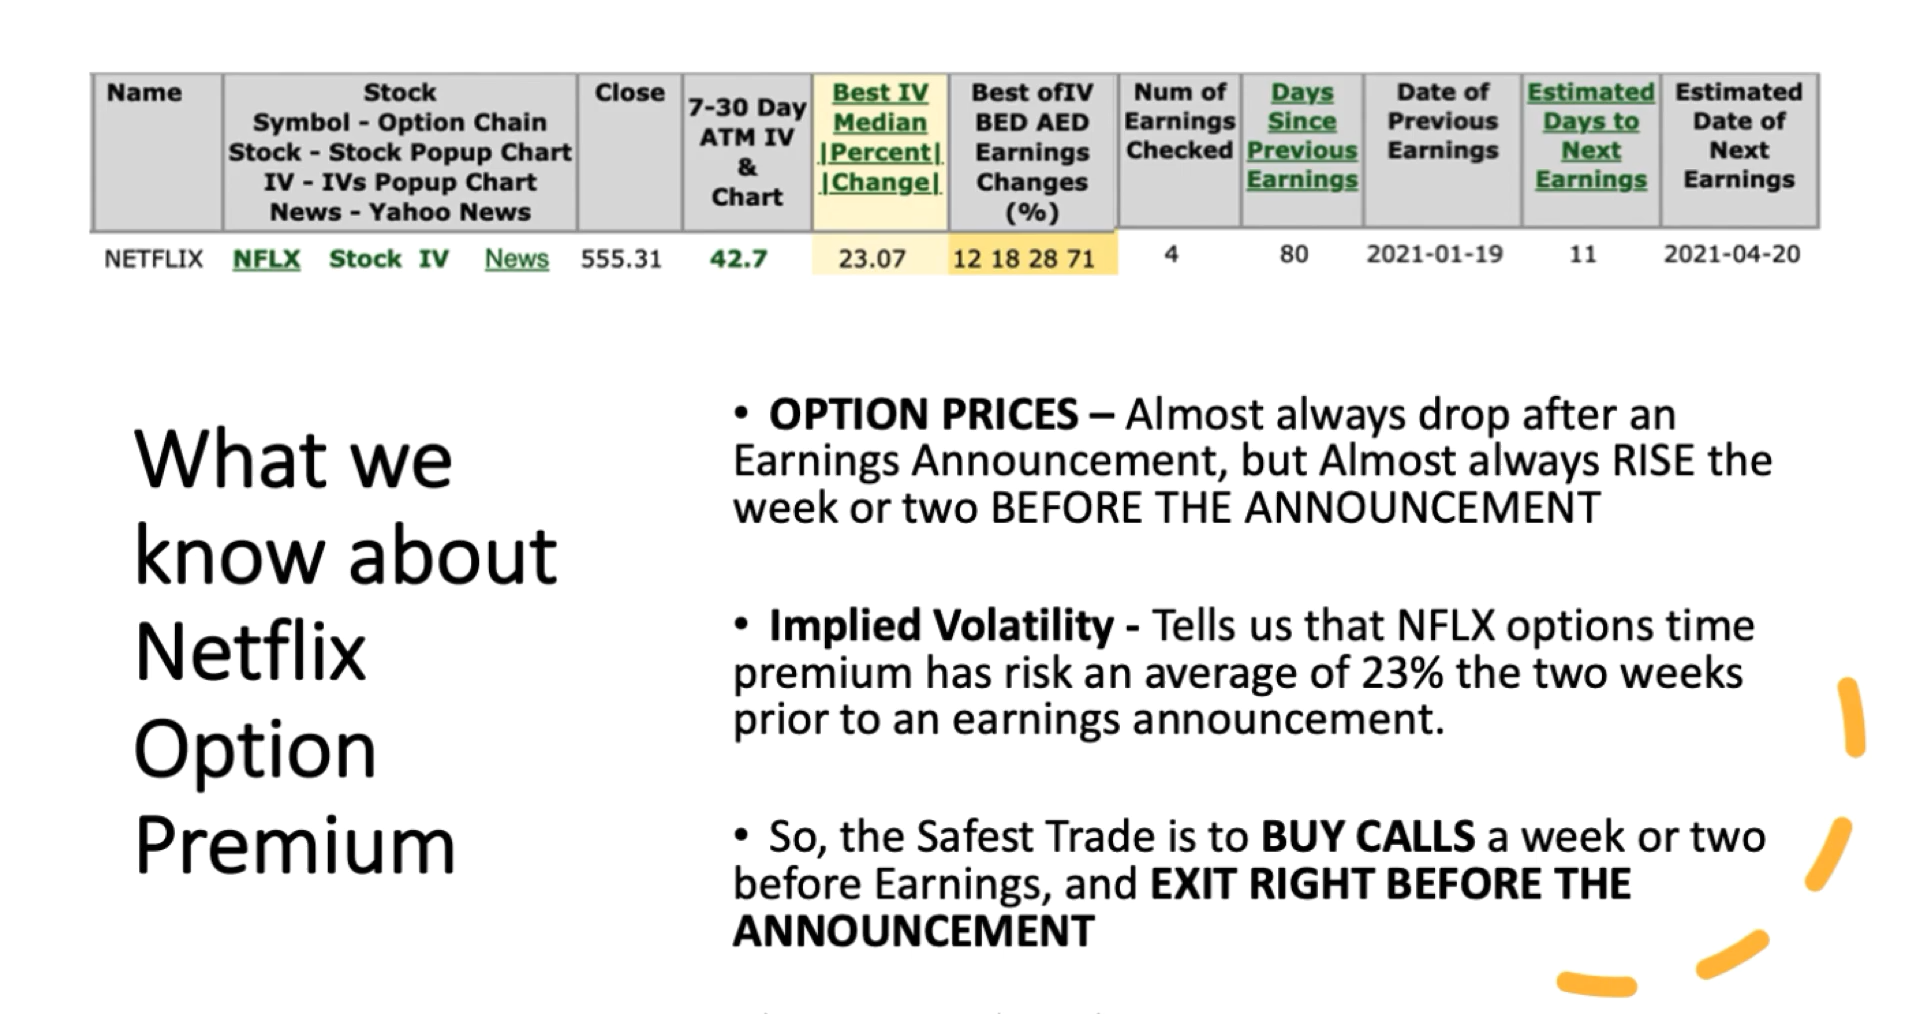 Name
Stock
Symbol - Option Chain
Stock - Stock Popup Chart
IV - IVs Popup Chart
News - Yahoo News
Close
7-30 Day
ATM IV
&
Chart
Best IV
Median
|Percent|
|Change|
Best ofIV
BED AED
Earnings
Changes
(%)
Num of
Earnings
Checked
Days
Since
Previous
Earnings
Date of
Previous
Earnings
Estimated
Days to
Next
Earnings
Estimated
Date of
Next
Earnings
NETFLIX NFLX Stock IV News 555.31 42.7 23.07 12 18 28 71 4 80 2021-01-19 11 2021-04-20
What we
know about
Netflix
Option
Premium
• OPTION PRICES – Almost always drop after an
Earnings Announcement, but Almost always RISE the
week or two BEFORE THE ANNOUNCEMENT
• Implied Volatility - Tells us that NFLX options time
premium has risk an average of 23% the two weeks
prior to an earnings announcement.
• So, the Safest Trade is to BUY CALLS a week or two
before Earnings, and EXIT RIGHT BEFORE THE
ANNOUNCEMENT